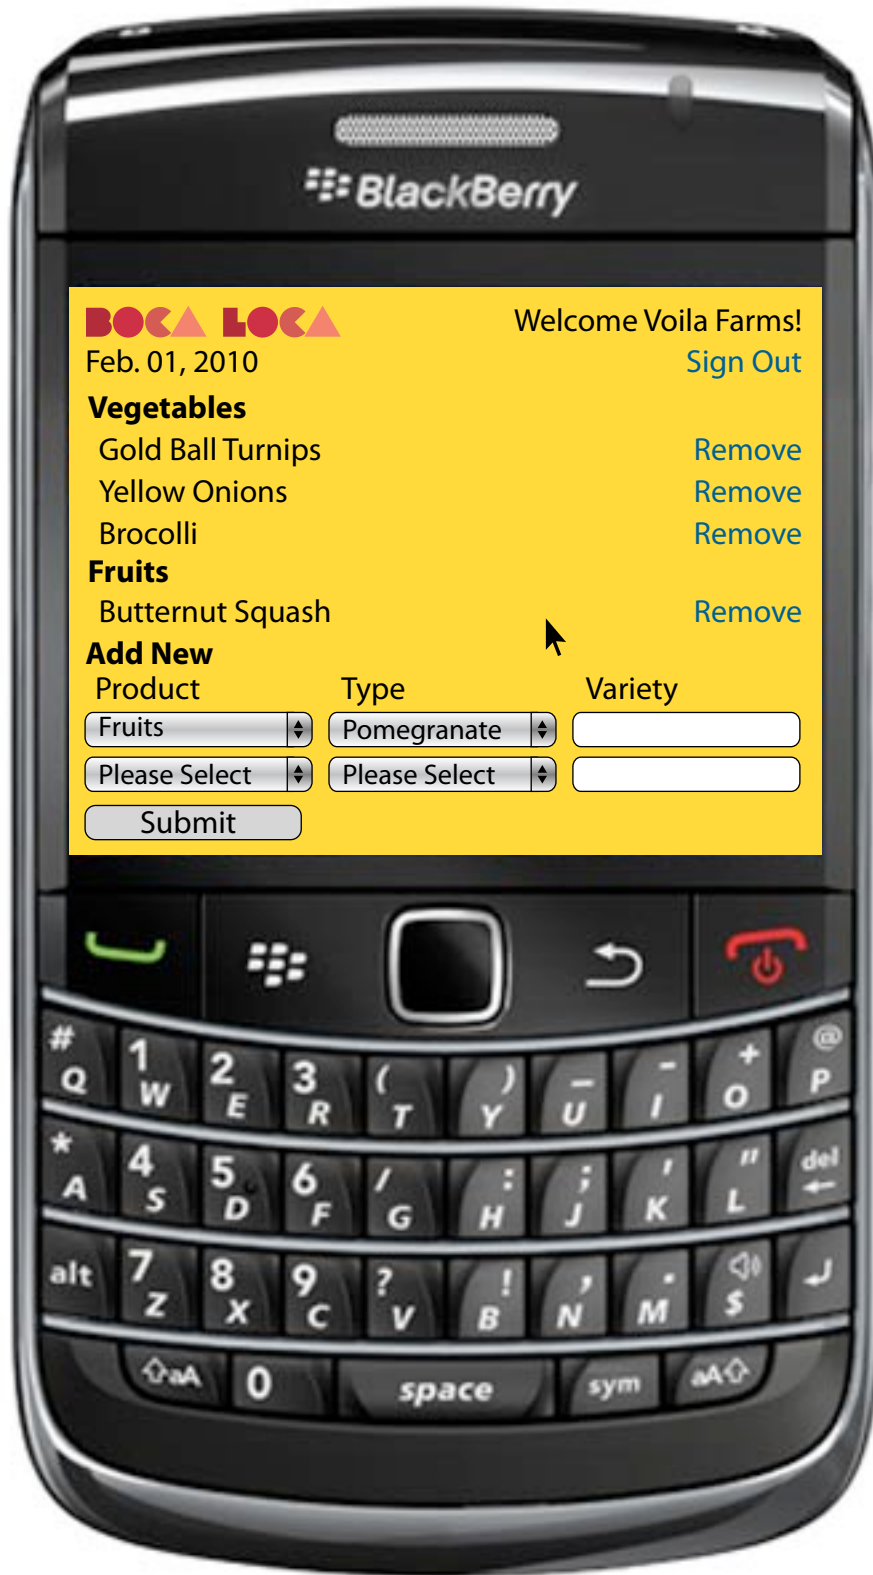 BlackBerry
BOCA LOCA Welcome Voila Farms!
Feb. 01, 2010 Sign Out
Vegetables
Gold Ball Turnips Remove
Yellow Onions Remove
Brocolli Remove
Fruits
Butternut Squash Remove
Add New
Product Type Variety
Fruits Pomegranate
Please Select Please Select
Submit
# 1 2 3 ( ) _ - + @
Q W E R T Y U I O P
* 4 5 6 / : ; ' " del
A S D F G H J K L
alt 7 8 9 ? ! , .
Z X C V B N M $
aA 0 space sym aA